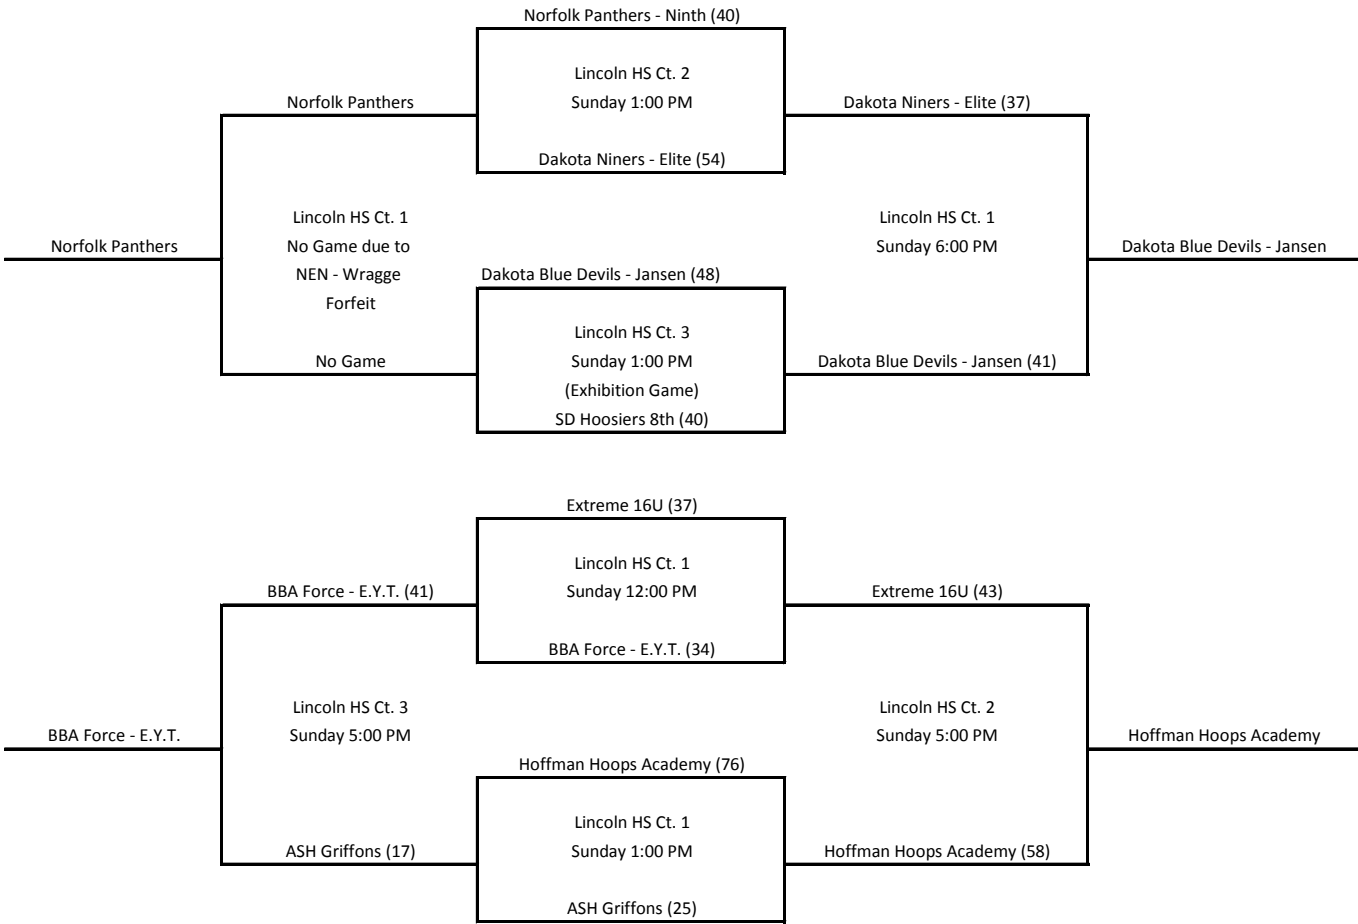 Norfolk Panthers - Ninth (40)
Lincoln HS Ct. 2
Norfolk Panthers
Sunday 1:00 PM
Dakota Niners - Elite (37)
Dakota Niners - Elite (54)
Lincoln HS Ct. 1
Lincoln HS Ct. 1
Norfolk Panthers
No Game due to
Sunday 6:00 PM
Dakota Blue Devils - Jansen
NEN - Wragge
Dakota Blue Devils - Jansen (48)
Forfeit
Lincoln HS Ct. 3
No Game
Sunday 1:00 PM
Dakota Blue Devils - Jansen (41)
(Exhibition Game)
SD Hoosiers 8th (40)
Extreme 16U (37)
Lincoln HS Ct. 1
BBA Force - E.Y.T. (41)
Sunday 12:00 PM
Extreme 16U (43)
BBA Force - E.Y.T. (34)
Lincoln HS Ct. 3
Lincoln HS Ct. 2
BBA Force - E.Y.T.
Sunday 5:00 PM
Sunday 5:00 PM
Hoffman Hoops Academy
Hoffman Hoops Academy (76)
Lincoln HS Ct. 1
ASH Griffons (17)
Sunday 1:00 PM
Hoffman Hoops Academy (58)
ASH Griffons (25)